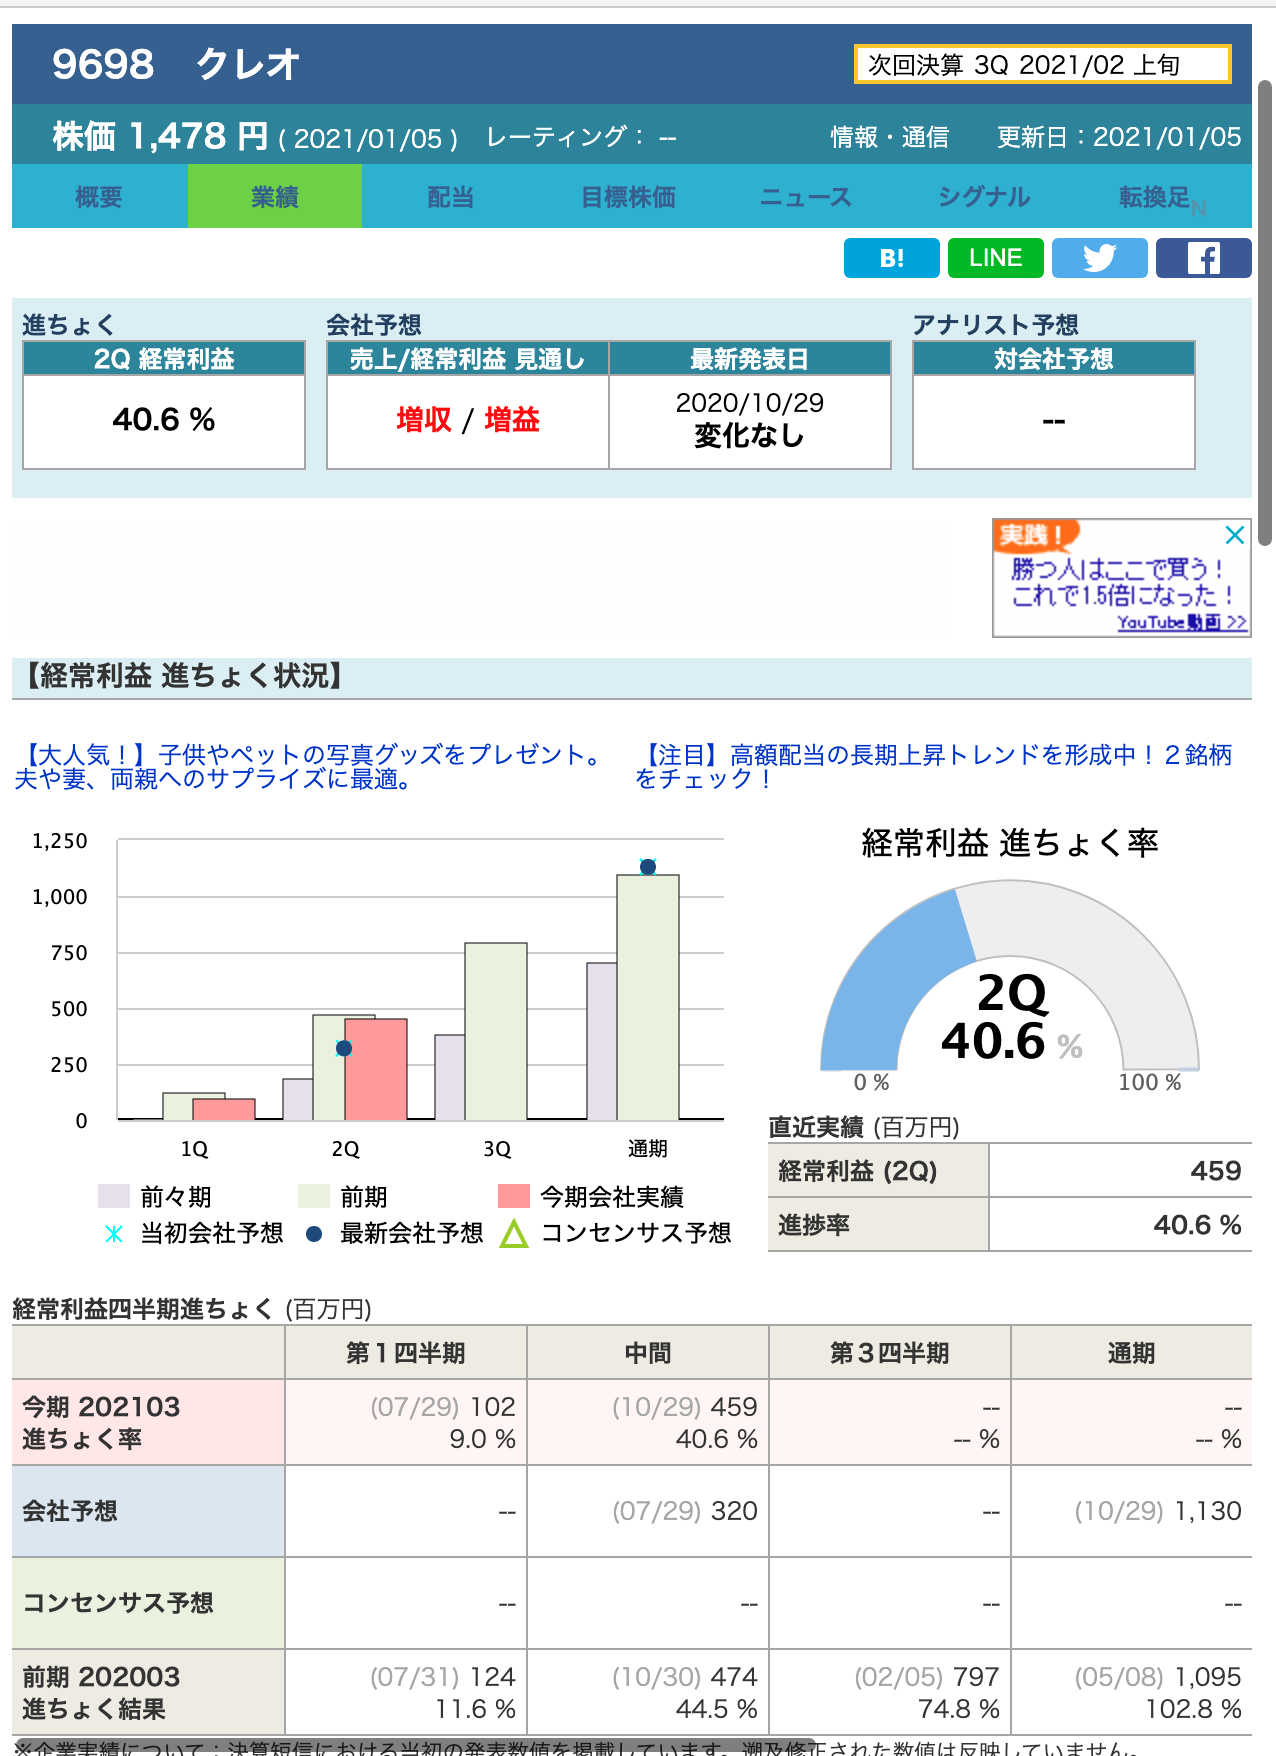 9698　クレオ
次回決算 3Q 2021/02 上旬
株価 1,478 円 ( 2021/01/05 )　レーティング： --　情報・通信　更新日：2021/01/05
概要　業績　配当　目標株価　ニュース　シグナル　転換足 N
B!　LINE
進ちょく　会社予想　アナリスト予想
2Q 経常利益　売上/経常利益 見通し　最新発表日　対会社予想
40.6 %　増収 / 増益　2020/10/29　--
変化なし
実践！
勝つ人はここで買う！
これで1.5倍になった！
YouTube動画 >>
【経常利益 進ちょく状況】
【大人気！】子供やペットの写真グッズをプレゼント。
夫や妻、両親へのサプライズに最適。
【注目】高額配当の長期上昇トレンドを形成中！２銘柄
をチェック！
1,250
1,000
750
500
250
0
1Q　2Q　3Q　通期
前々期　前期　今期会社実績
当初会社予想　最新会社予想　コンセンサス予想
経常利益 進ちょく率
2Q
40.6 %
0 %　100 %
直近実績 (百万円)
経常利益 (2Q)　459
進捗率　40.6 %
経常利益四半期進ちょく (百万円)
第１四半期　中間　第３四半期　通期
今期 202103　(07/29) 102　(10/29) 459　--　--
進ちょく率　9.0 %　40.6 %　-- %　-- %
会社予想　--　(07/29) 320　--　(10/29) 1,130
コンセンサス予想　--　--　--　--
前期 202003　(07/31) 124　(10/30) 474　(02/05) 797　(05/08) 1,095
進ちょく結果　11.6 %　44.5 %　74.8 %　102.8 %
※企業実績について：決算短信における当初の発表数値を掲載しています。遡及修正された数値は反映していません。